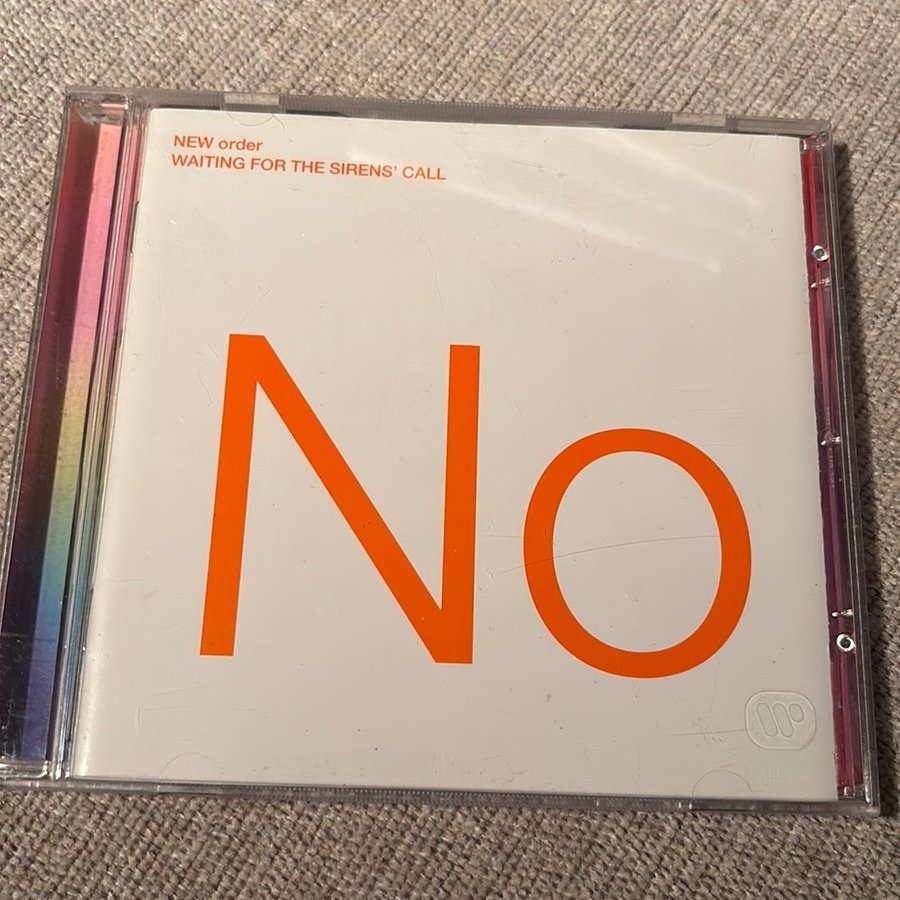 NEW order
WAITING FOR THE SIRENS' CALL
No